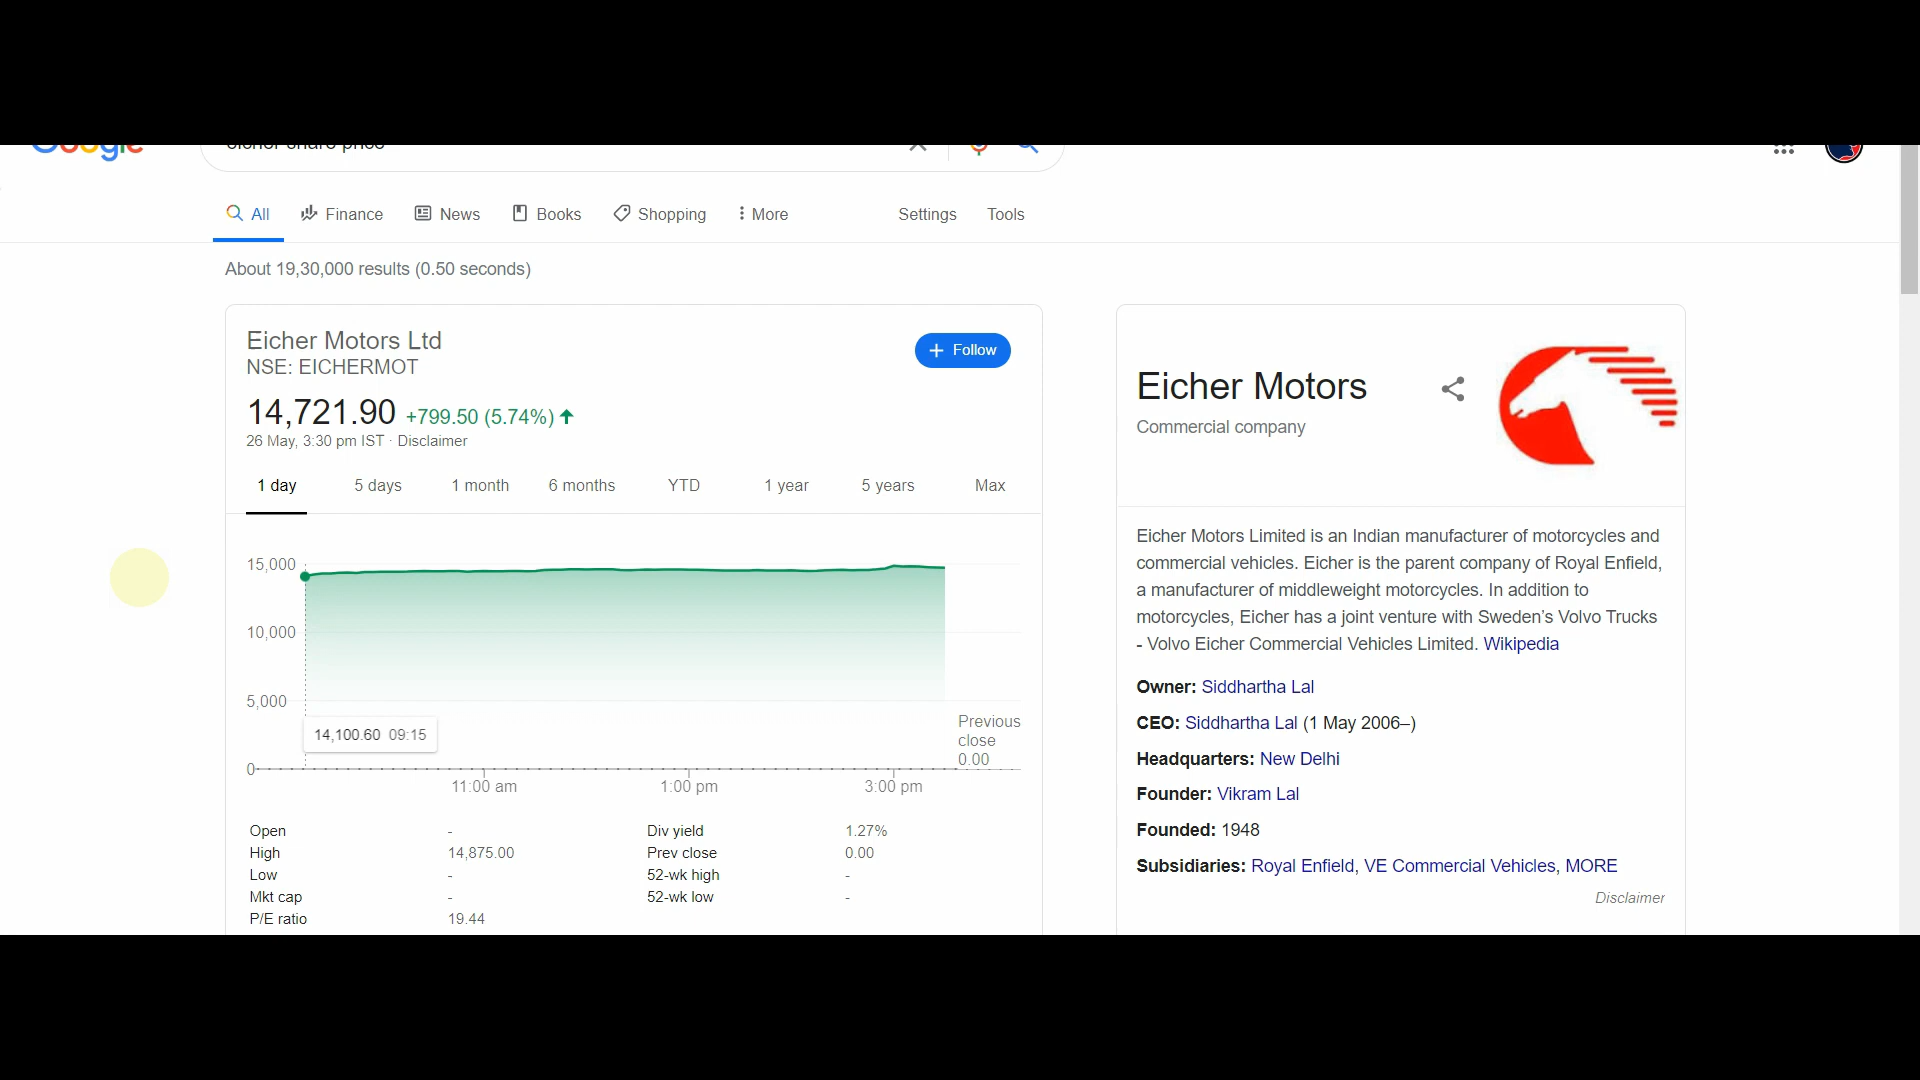 Google
eicher share price
All
Finance
News
Books
Shopping
More
Settings
Tools
About 19,30,000 results (0.50 seconds)
Eicher Motors Ltd
NSE: EICHERMOT
Follow
14,721.90 +799.50 (5.74%)
26 May, 3:30 pm IST · Disclaimer
1 day
5 days
1 month
6 months
YTD
1 year
5 years
Max
15,000
10,000
5,000
0
14,100.60 09:15
Previous
close
0.00
11:00 am
1:00 pm
3:00 pm
Open -
High 14,875.00
Low -
Mkt cap -
P/E ratio 19.44
Div yield 1.27%
Prev close 0.00
52-wk high -
52-wk low -
Eicher Motors
Commercial company
Eicher Motors Limited is an Indian manufacturer of motorcycles and
commercial vehicles. Eicher is the parent company of Royal Enfield,
a manufacturer of middleweight motorcycles. In addition to
motorcycles, Eicher has a joint venture with Sweden's Volvo Trucks
- Volvo Eicher Commercial Vehicles Limited. Wikipedia
Owner: Siddhartha Lal
CEO: Siddhartha Lal (1 May 2006–)
Headquarters: New Delhi
Founder: Vikram Lal
Founded: 1948
Subsidiaries: Royal Enfield, VE Commercial Vehicles, MORE
Disclaimer